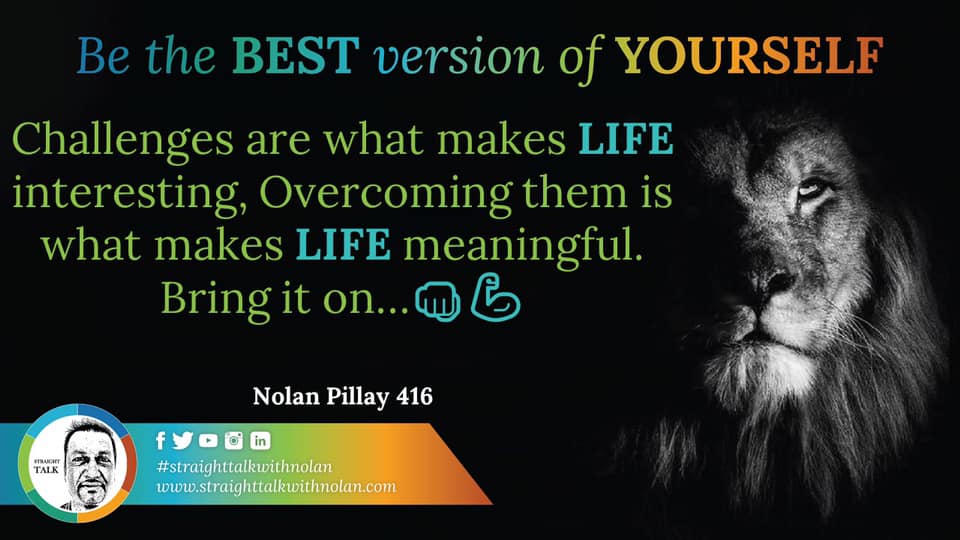 Be the BEST version of YOURSELF
Challenges are what makes LIFE
interesting, Overcoming them is
what makes LIFE meaningful.
Bring it on...
Nolan Pillay 416
STRAIGHT
TALK
#straighttalkwithnolan
www.straighttalkwithnolan.com